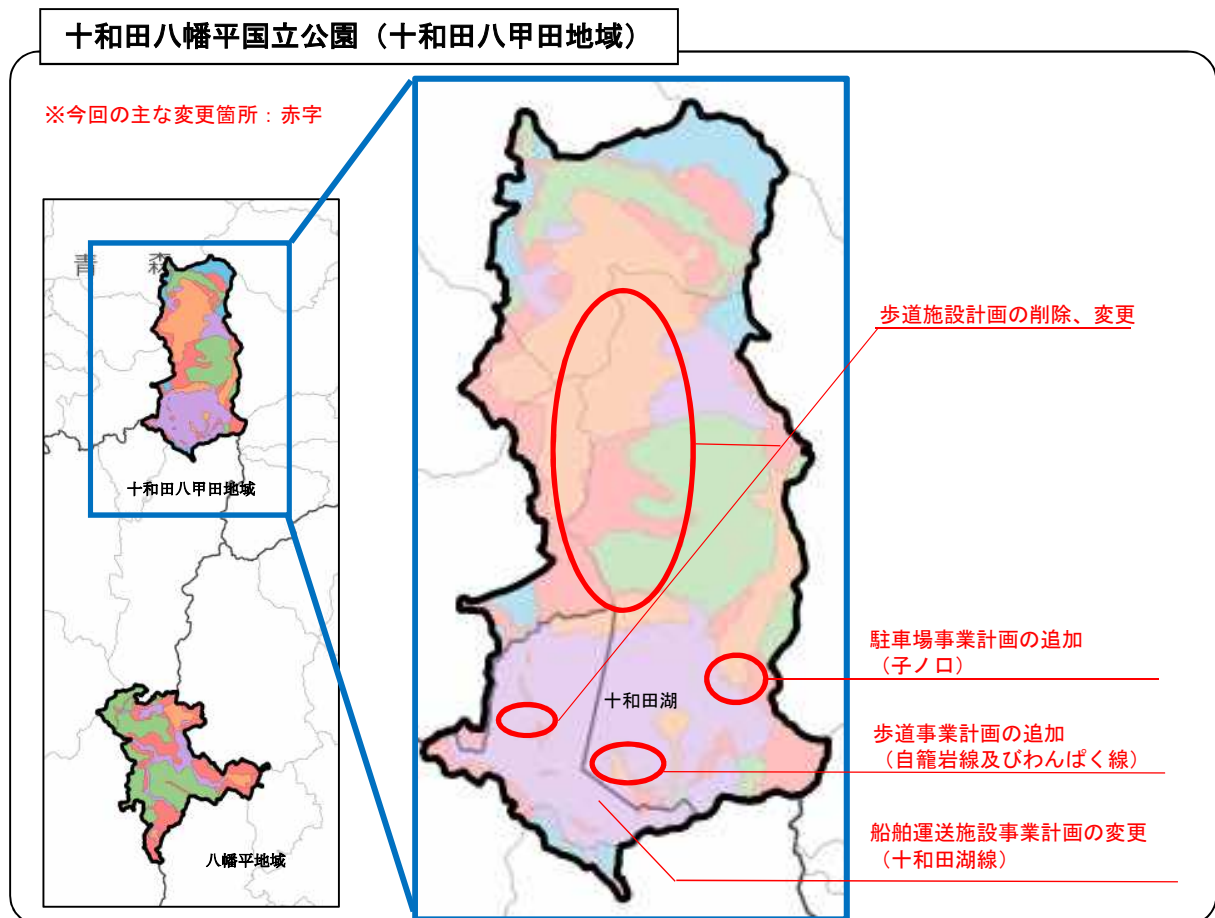 十和田八幡平国立公園（十和田八甲田地域）
※今回の主な変更箇所：赤字
青 森
十和田八甲田地域
八幡平地域
十和田湖
歩道施設計画の削除、変更
駐車場事業計画の追加
（子ノ口）
歩道事業計画の追加
（自籠岩線及びわんぱく線）
船舶運送施設事業計画の変更
（十和田湖線）